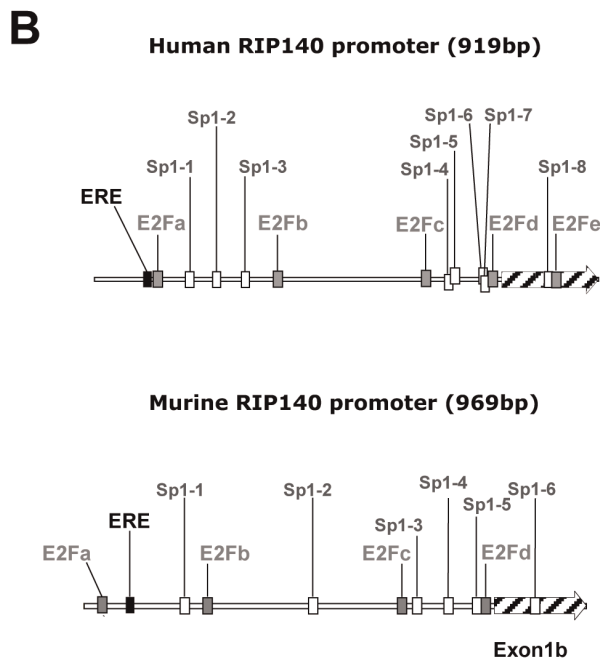 B
Human RIP140 promoter (919bp)
Sp1-6 Sp1-7
Sp1-2
Sp1-5
Sp1-1 Sp1-3 Sp1-4 Sp1-8
ERE
E2Fa E2Fb E2Fc E2Fd E2Fe
Murine RIP140 promoter (969bp)
Sp1-4
Sp1-1 Sp1-2 Sp1-6
Sp1-5
ERE Sp1-3
E2Fa E2Fb E2Fc E2Fd
Exon1b